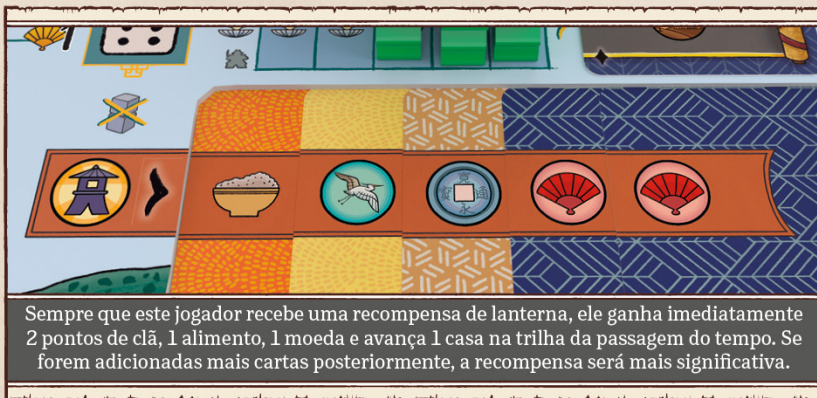 Sempre que este jogador recebe uma recompensa de lanterna, ele ganha imediatamente
2 pontos de clã, 1 alimento, 1 moeda e avança 1 casa na trilha da passagem do tempo. Se
forem adicionadas mais cartas posteriormente, a recompensa será mais significativa.